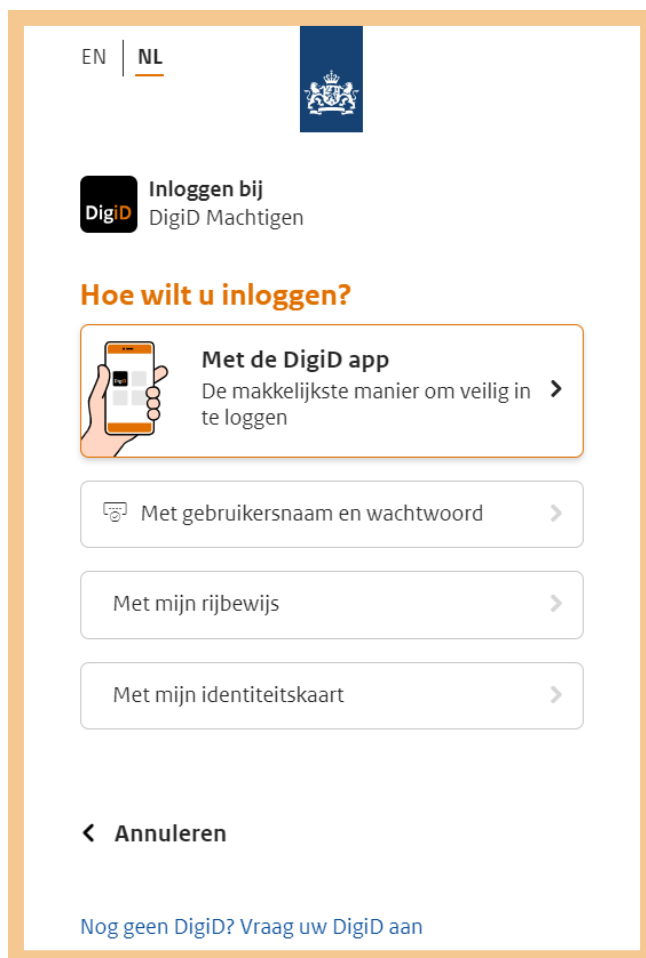 EN NL
DigiD
Inloggen bij
DigiD Machtigen
Hoe wilt u inloggen?
DigiD
Met de DigiD app
De makkelijkste manier om veilig in
te loggen
Met gebruikersnaam en wachtwoord
Met mijn rijbewijs
Met mijn identiteitskaart
Annuleren
Nog geen DigiD? Vraag uw DigiD aan